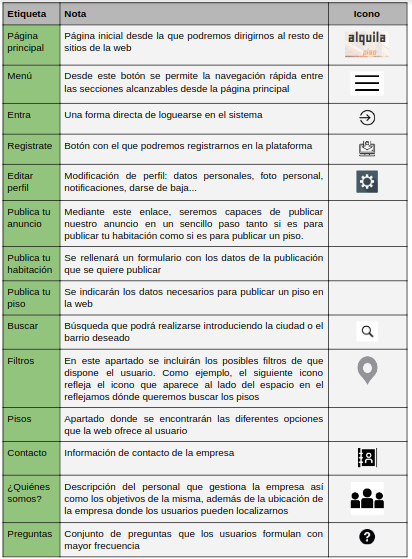 Etiqueta Nota Icono
Página principal
Página inicial desde la que podremos dirigirnos al resto de
sitios de la web
alquila
piso
Menú
Desde este botón se permite la navegación rápida entre
las secciones alcanzables desde la página principal
Entra
Una forma directa de loguearse en el sistema
Registrate
Botón con el que podremos registrarnos en la plataforma
Editar
perfil
Modificación de perfil: datos personales, foto personal,
notificaciones, darse de baja...
Publica tu
anuncio
Mediante este enlace, seremos capaces de publicar
nuestro anuncio en un sencillo paso tanto si es para
publicar tu habitación como si es para publicar un piso.
Publica tu
habitación
Se rellenará un formulario con los datos de la publicación
que se quiere publicar
Publica tu
piso
Se indicarán los datos necesarios para publicar un piso en
la web
Buscar
Búsqueda que podrá realizarse introduciendo la ciudad o el
barrio deseado
Filtros
En este apartado se incluirán los posibles filtros de que
dispone el usuario. Como ejemplo, el siguiente icono
refleja el icono que aparece al lado del espacio en el
reflejamos dónde queremos buscar los pisos
Pisos
Apartado donde se encontrarán las diferentes opciones
que la web ofrece al usuario
Contacto
Información de contacto de la empresa
¿Quiénes
somos?
Descripción del personal que gestiona la empresa así
como los objetivos de la misma, además de la ubicación de
la empresa donde los usuarios pueden localizarnos
Preguntas
Conjunto de preguntas que los usuarios formulan con
mayor frecuencia
?